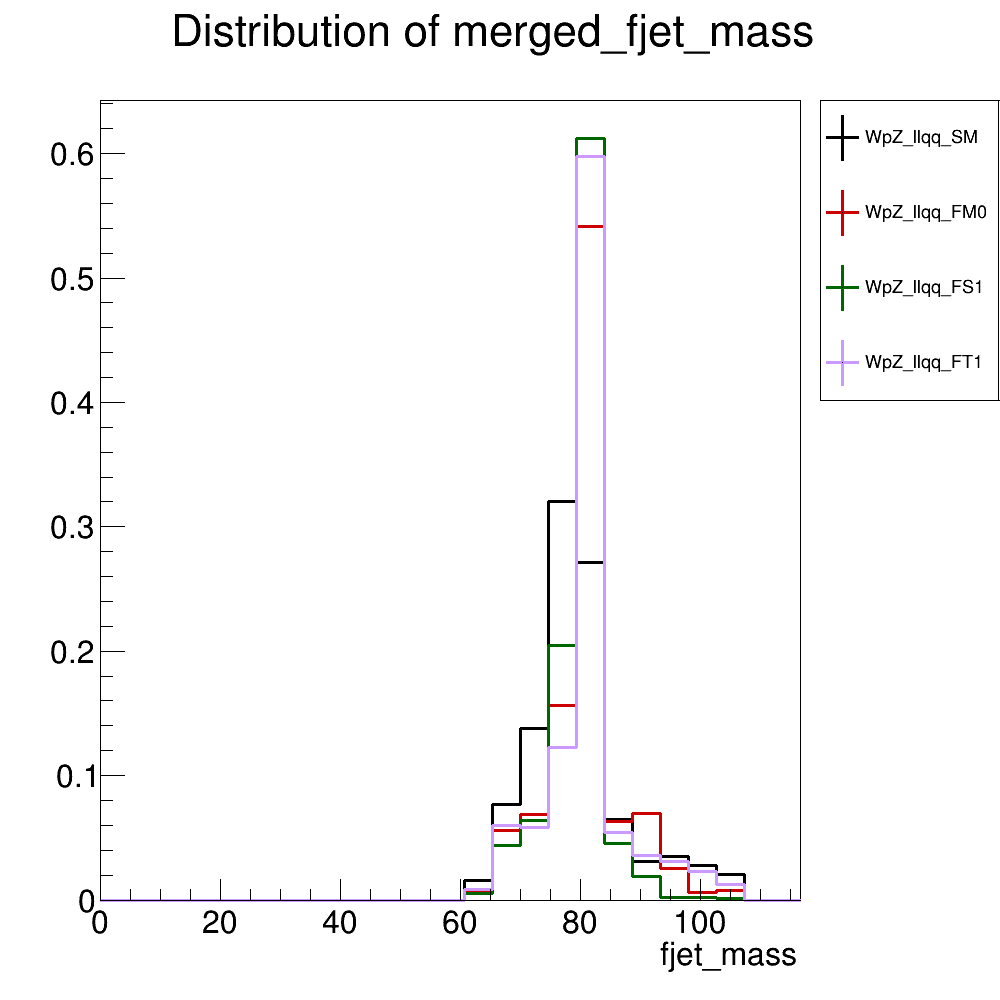 Distribution of merged_fjet_mass
WpZ_llqq_SM
WpZ_llqq_FM0
WpZ_llqq_FS1
WpZ_llqq_FT1
0.6
0.5
0.4
0.3
0.2
0.1
0
0 20 40 60 80 100
fjet_mass